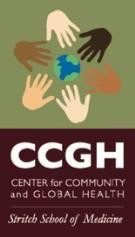 CCGH
CENTER for COMMUNITY
and GLOBAL HEALTH
Stritch School of Medicine